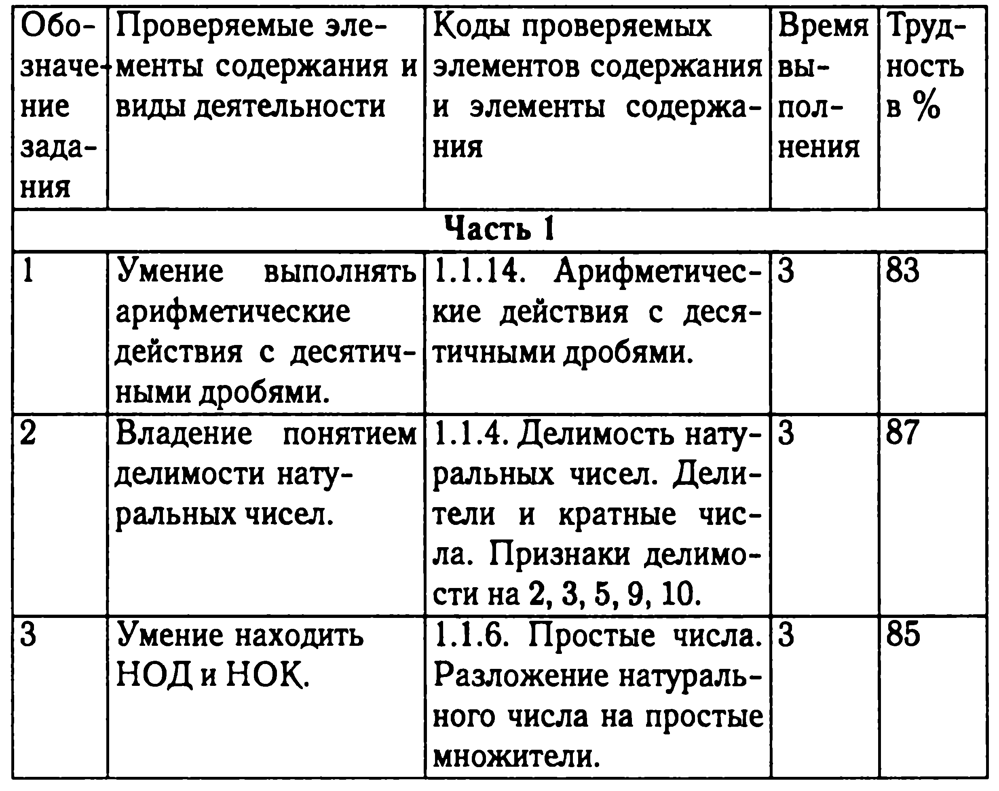 Обо-
значе-
ние
зада-
ния
Проверяемые эле-
менты содержания и
виды деятельности
Коды проверяемых
элементов содержания
и элементы содержа-
ния
Время
вы-
пол-
нения
Труд-
ность
в %
Часть 1
1
Умение выполнять
арифметические
действия с десятич-
ными дробями.
1.1.14. Арифметичес-
кие действия с деся-
тичными дробями.
3
83
2
Владение понятием
делимости нату-
ральных чисел.
1.1.4. Делимость нату-
ральных чисел. Дели-
тели и кратные чис-
ла. Признаки делимо-
сти на 2, 3, 5, 9, 10.
3
87
3
Умение находить
НОД и НОК.
1.1.6. Простые числа.
Разложение натураль-
ного числа на простые
множители.
3
85